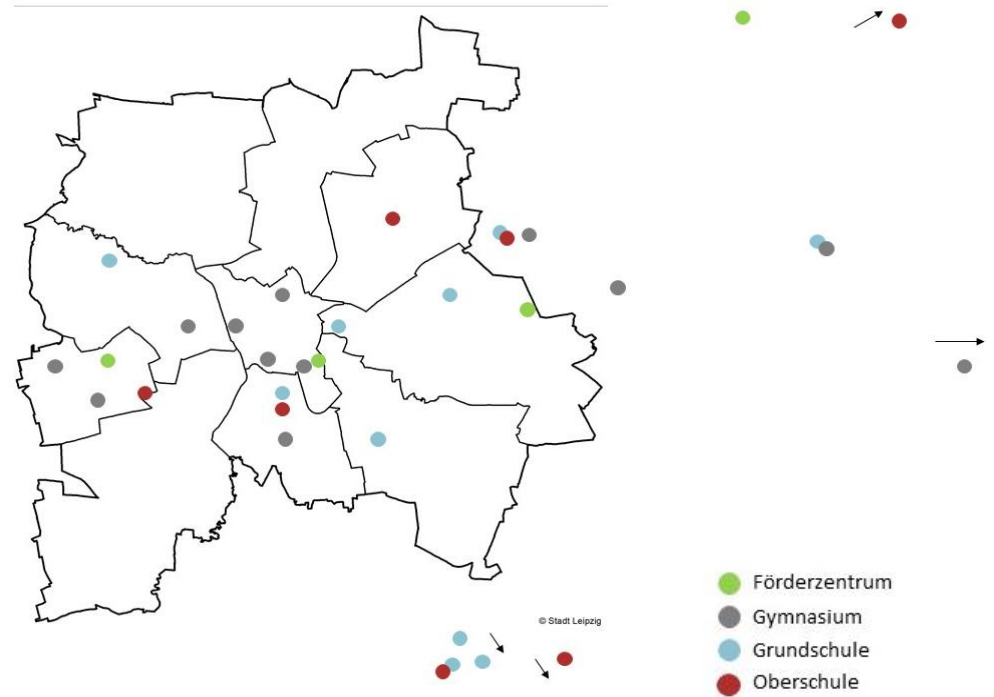 © Stadt Leipzig
Förderzentrum
Gymnasium
Grundschule
Oberschule